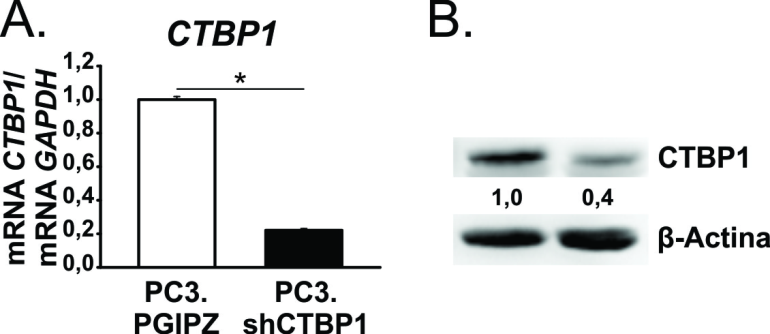 A.
CTBP1
mRNA CTBP1/
mRNA GAPDH
1,2
1,0
0,8
0,6
0,4
0,2
0,0
*
PC3.
PGIPZ
PC3.
shCTBP1
B.
CTBP1
1,0 0,4
β-Actina